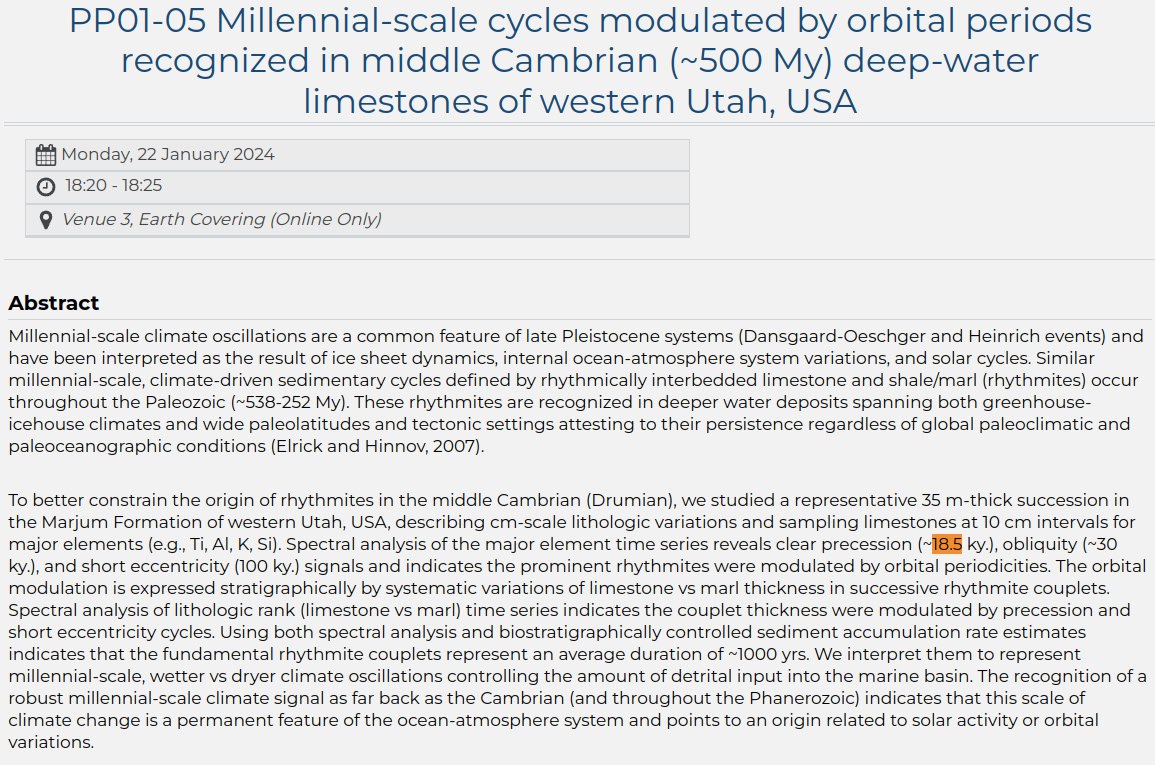 PP01-05 Millennial-scale cycles modulated by orbital periods
recognized in middle Cambrian (~500 My) deep-water
limestones of western Utah, USA
Monday, 22 January 2024
18:20 - 18:25
Venue 3, Earth Covering (Online Only)
Abstract
Millennial-scale climate oscillations are a common feature of late Pleistocene systems (Dansgaard-Oeschger and Heinrich events) and
have been interpreted as the result of ice sheet dynamics, internal ocean-atmosphere system variations, and solar cycles. Similar
millennial-scale, climate-driven sedimentary cycles defined by rhythmically interbedded limestone and shale/marl (rhythmites) occur
throughout the Paleozoic (~538-252 My). These rhythmites are recognized in deeper water deposits spanning both greenhouse-
icehouse climates and wide paleolatitudes and tectonic settings attesting to their persistence regardless of global paleoclimatic and
paleoceanographic conditions (Elrick and Hinnov, 2007).
To better constrain the origin of rhythmites in the middle Cambrian (Drumian), we studied a representative 35 m-thick succession in
the Marjum Formation of western Utah, USA, describing cm-scale lithologic variations and sampling limestones at 10 cm intervals for
major elements (e.g., Ti, Al, K, Si). Spectral analysis of the major element time series reveals clear precession (~18.5 ky.), obliquity (~30
ky.), and short eccentricity (100 ky.) signals and indicates the prominent rhythmites were modulated by orbital periodicities. The orbital
modulation is expressed stratigraphically by systematic variations of limestone vs marl thickness in successive rhythmite couplets.
Spectral analysis of lithologic rank (limestone vs marl) time series indicates the couplet thickness were modulated by precession and
short eccentricity cycles. Using both spectral analysis and biostratigraphically controlled sediment accumulation rate estimates
indicates that the fundamental rhythmite couplets represent an average duration of ~1000 yrs. We interpret them to represent
millennial-scale, wetter vs dryer climate oscillations controlling the amount of detrital input into the marine basin. The recognition of a
robust millennial-scale climate signal as far back as the Cambrian (and throughout the Phanerozoic) indicates that this scale of
climate change is a permanent feature of the ocean-atmosphere system and points to an origin related to solar activity or orbital
variations.